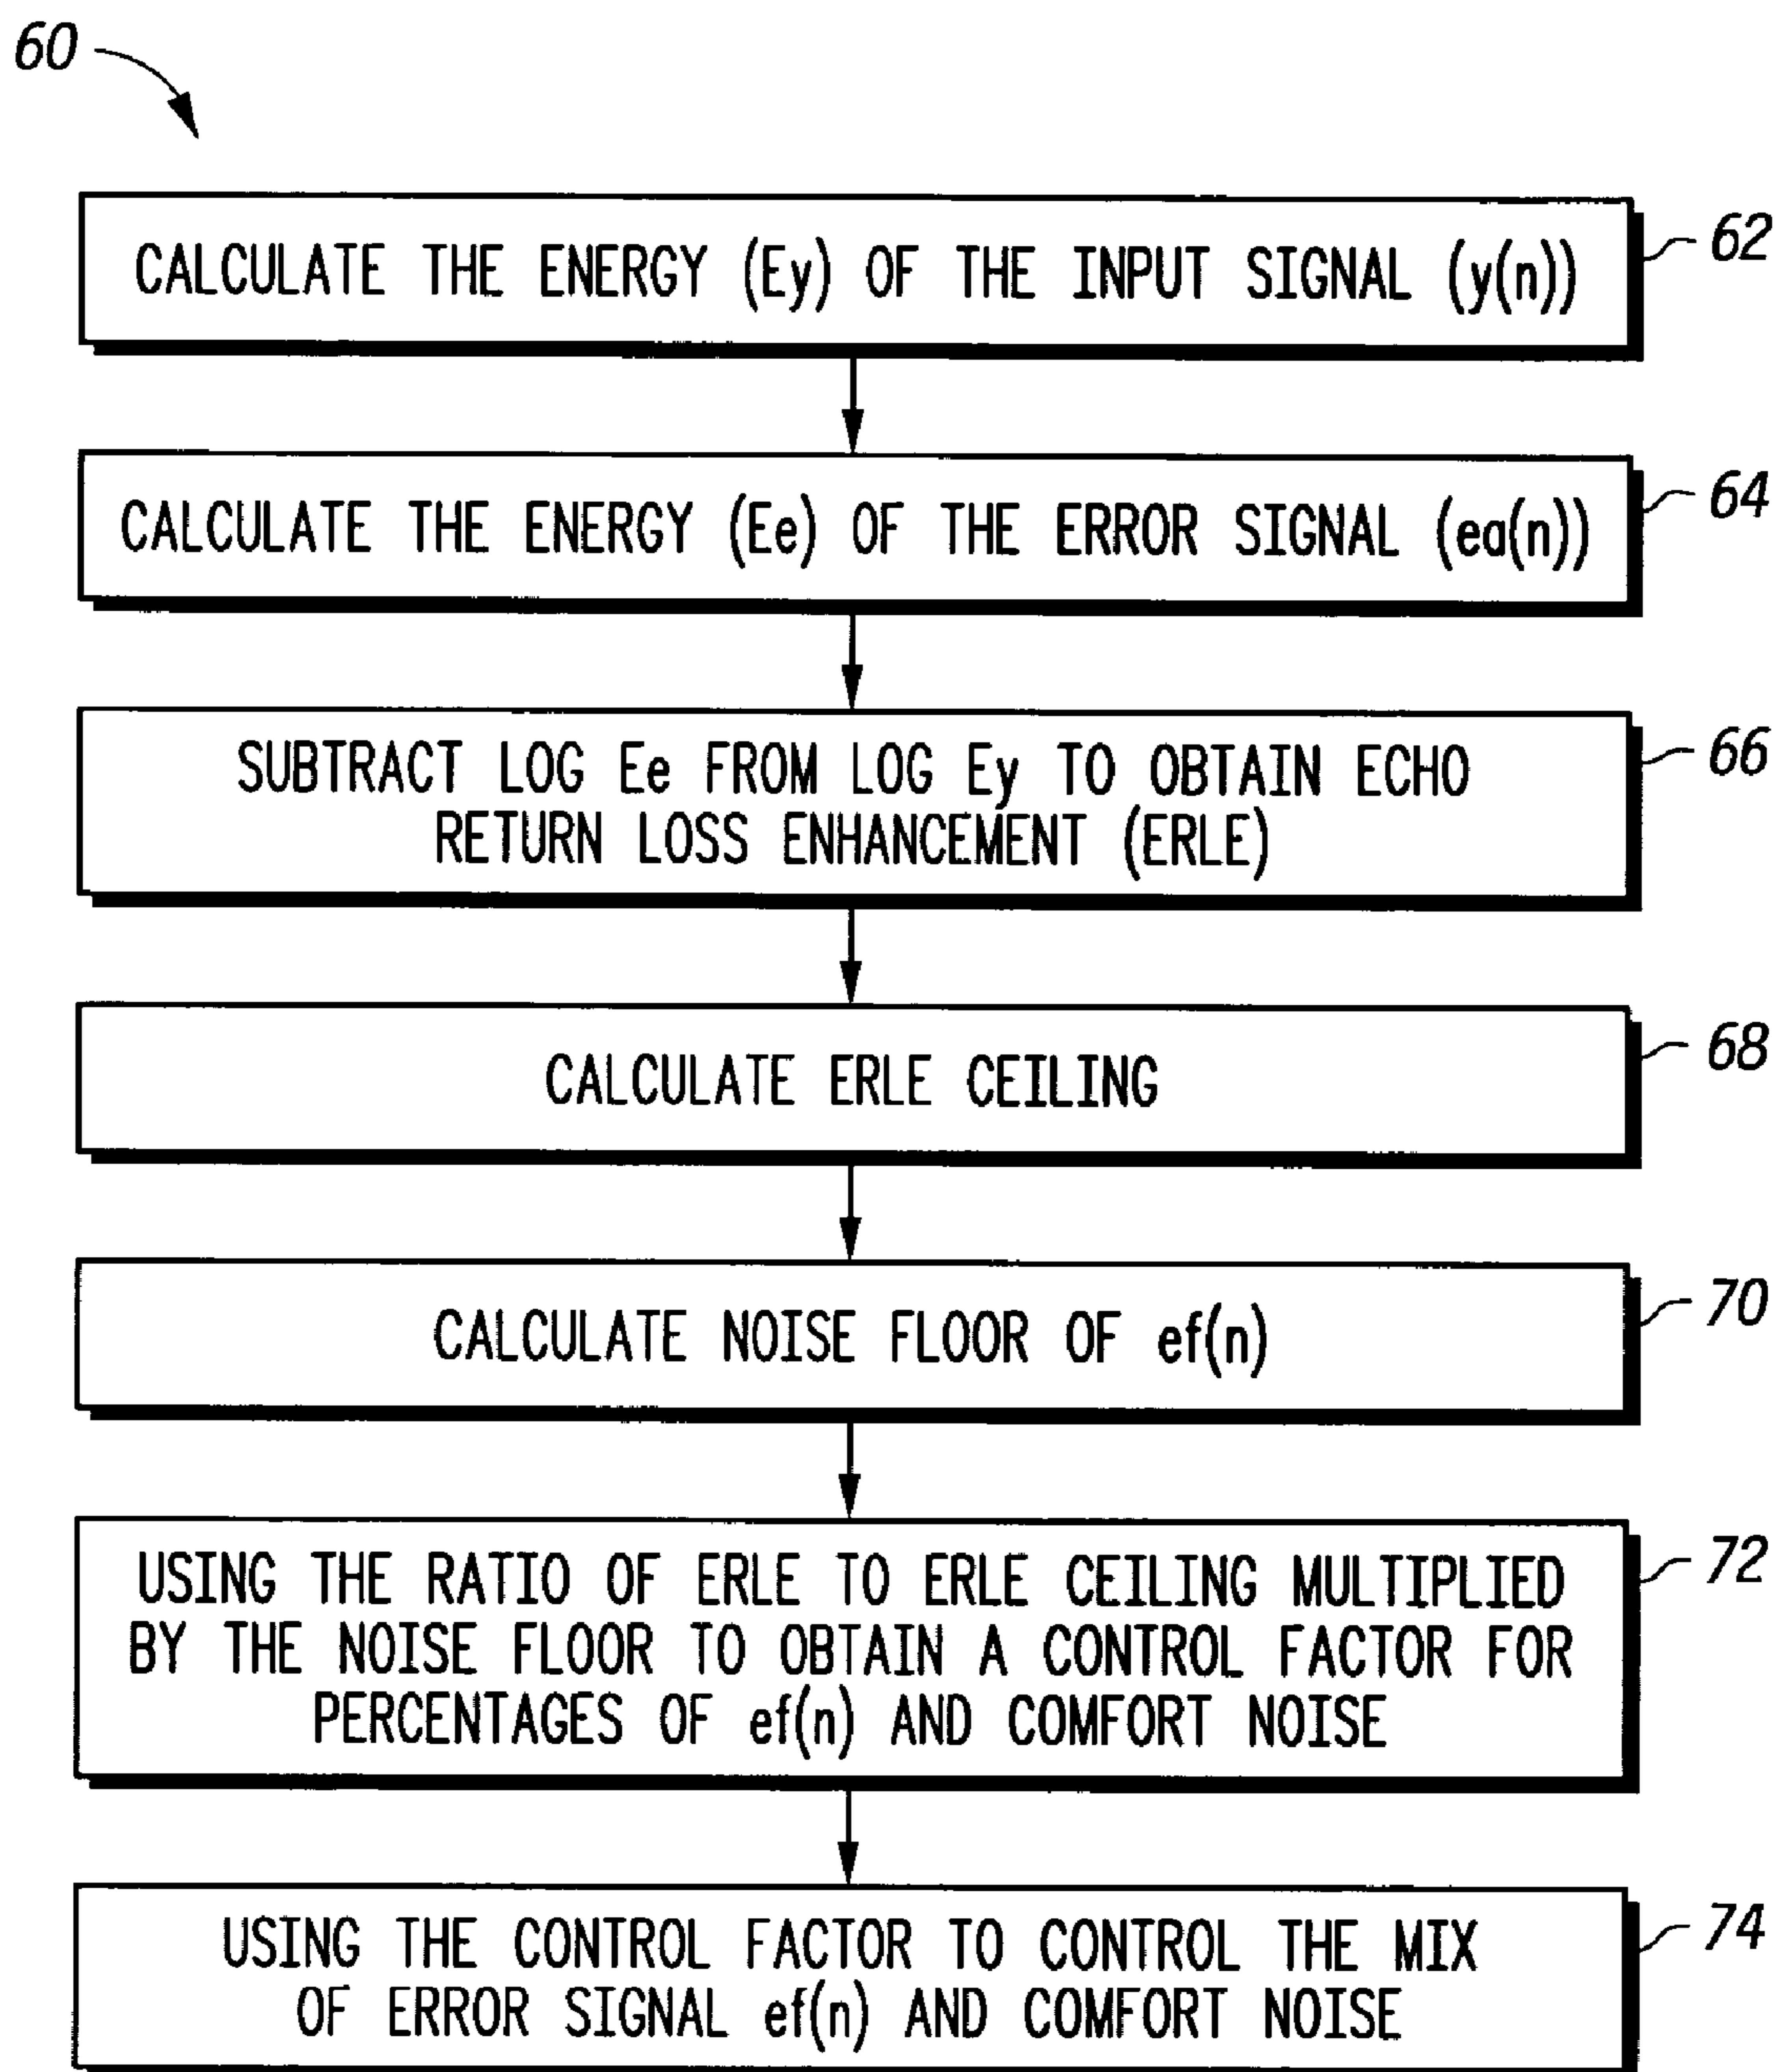 60
CALCULATE THE ENERGY (Ey) OF THE INPUT SIGNAL (y(n))
62
CALCULATE THE ENERGY (Ee) OF THE ERROR SIGNAL (ea(n))
64
SUBTRACT LOG Ee FROM LOG Ey TO OBTAIN ECHO
RETURN LOSS ENHANCEMENT (ERLE)
66
CALCULATE ERLE CEILING
68
CALCULATE NOISE FLOOR OF ef(n)
70
USING THE RATIO OF ERLE TO ERLE CEILING MULTIPLIED
BY THE NOISE FLOOR TO OBTAIN A CONTROL FACTOR FOR
PERCENTAGES OF ef(n) AND COMFORT NOISE
72
USING THE CONTROL FACTOR TO CONTROL THE MIX
OF ERROR SIGNAL ef(n) AND COMFORT NOISE
74